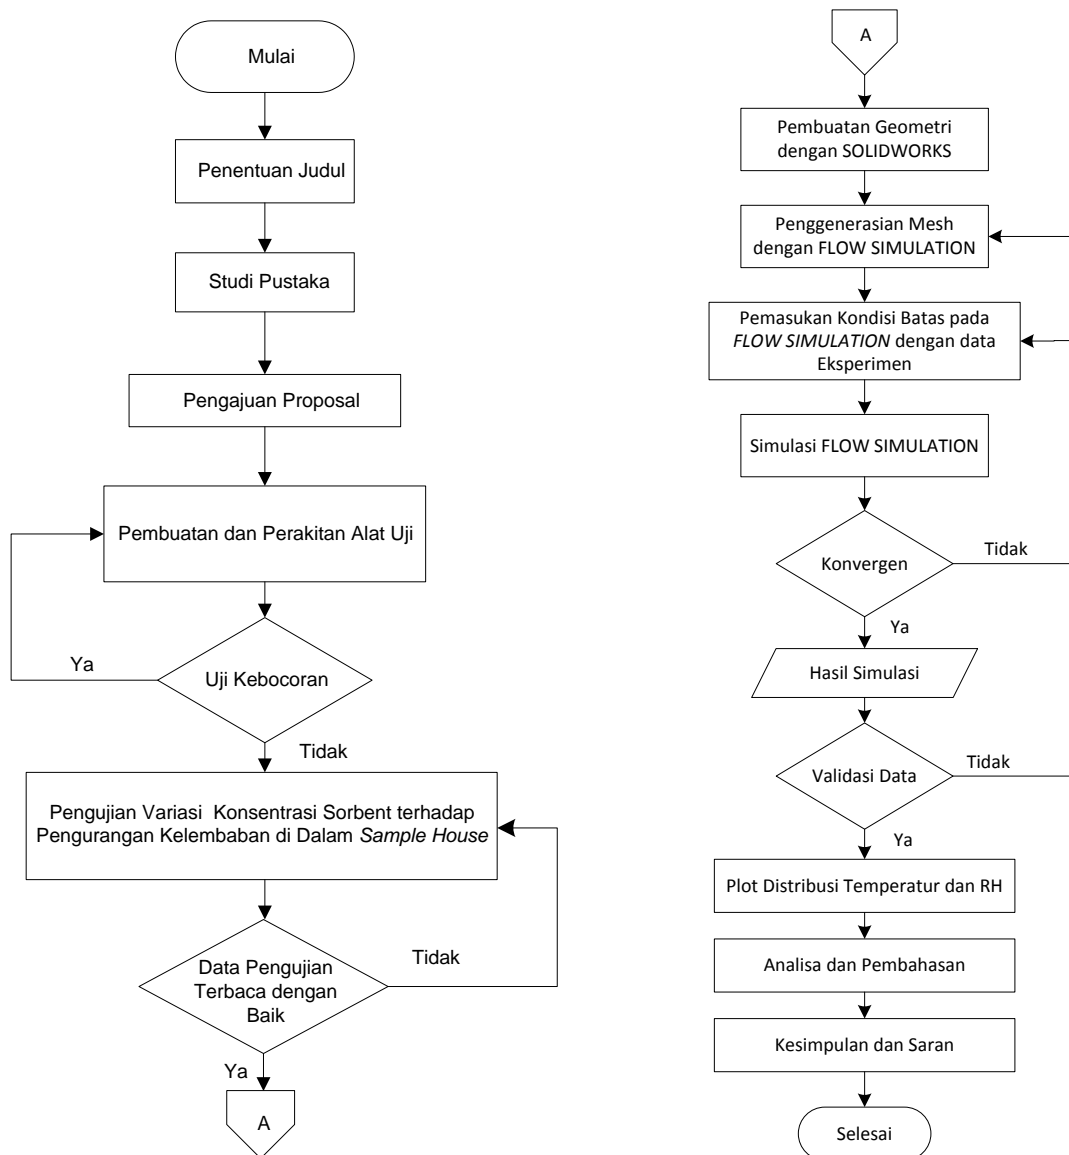 Mulai
Penentuan Judul
Studi Pustaka
Pengajuan Proposal
Pembuatan dan Perakitan Alat Uji
Ya
Uji Kebocoran
Tidak
Pengujian Variasi Konsentrasi Sorbent terhadap
Pengurangan Kelembaban di Dalam Sample House
Data Pengujian
Terbaca dengan
Baik
Tidak
Ya
A
A
Pembuatan Geometri
dengan SOLIDWORKS
Penggenerasian Mesh
dengan FLOW SIMULATION
Pemasukan Kondisi Batas pada
FLOW SIMULATION dengan data
Eksperimen
Simulasi FLOW SIMULATION
Konvergen
Tidak
Ya
Hasil Simulasi
Validasi Data
Tidak
Ya
Plot Distribusi Temperatur dan RH
Analisa dan Pembahasan
Kesimpulan dan Saran
Selesai